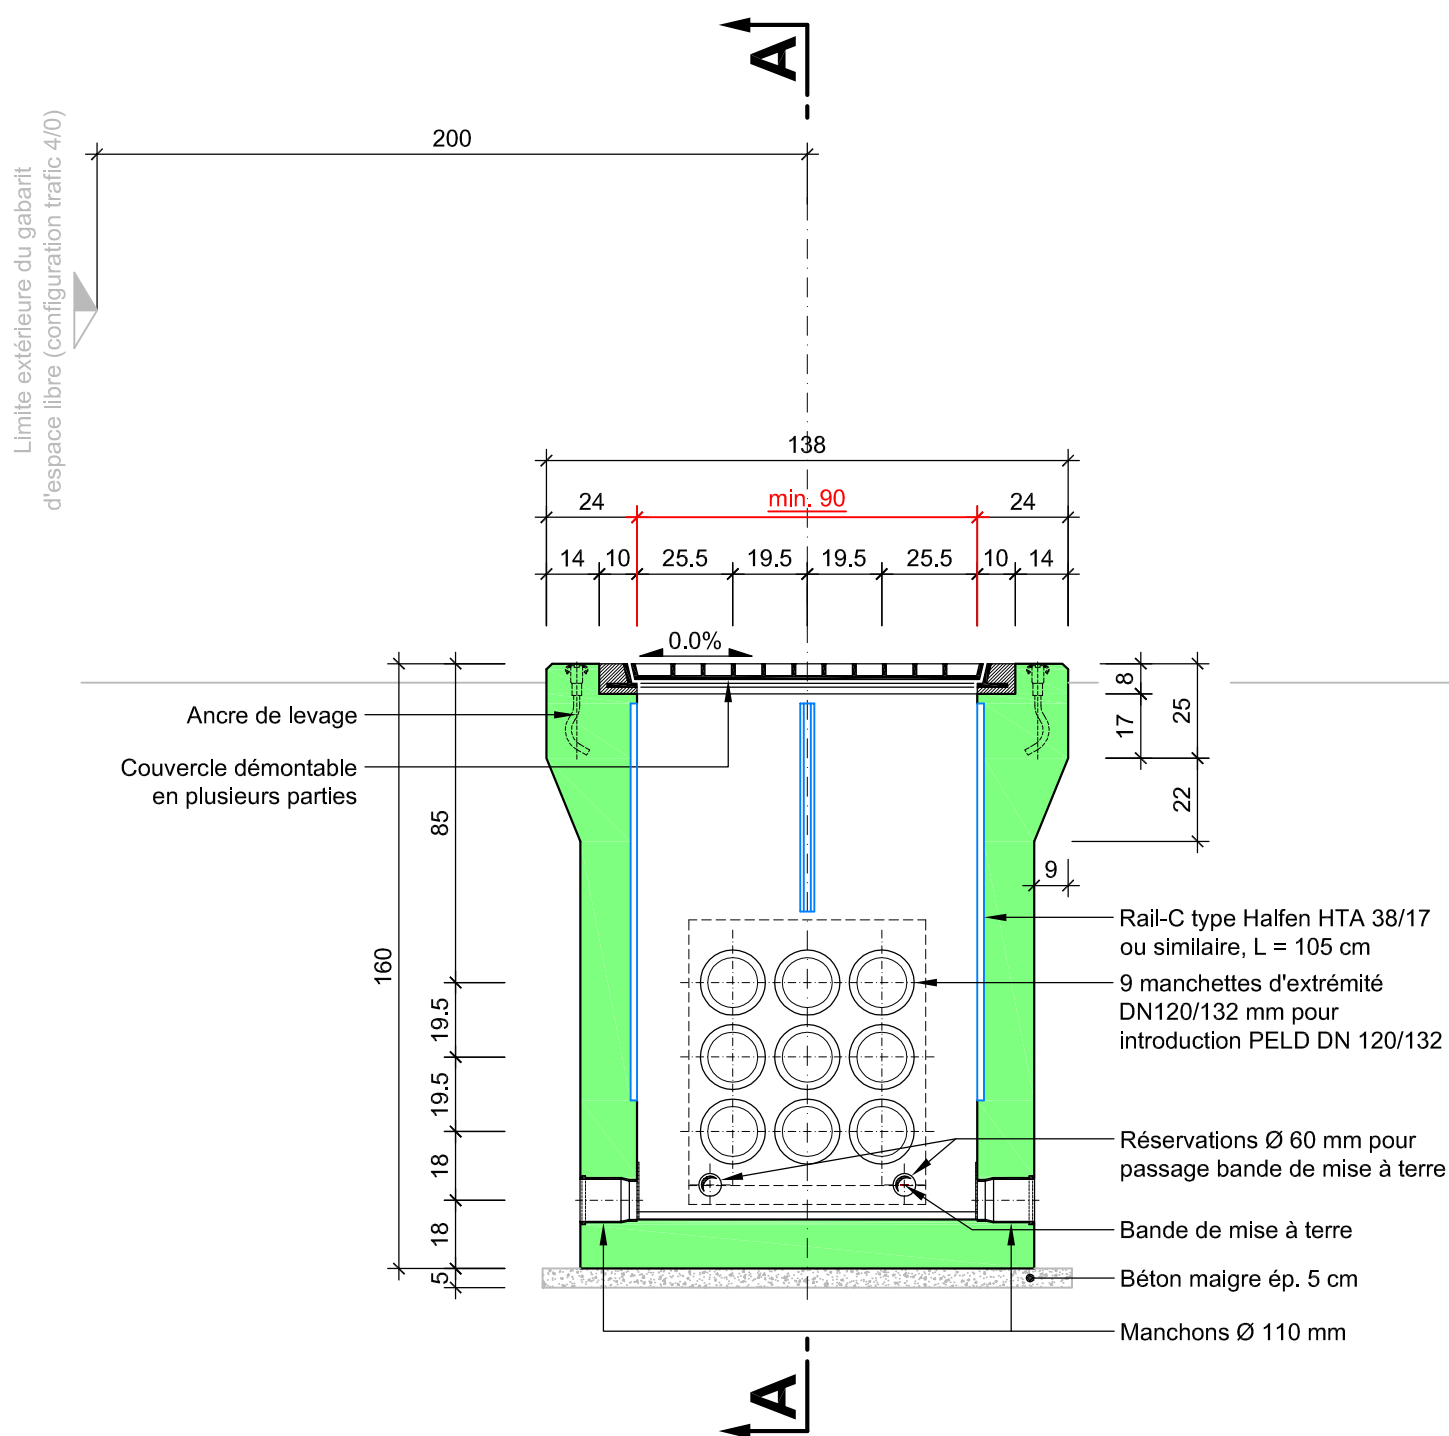 A
200
Limite extérieure du gabarit
d'espace libre (configuration trafic 4/0)
138
24
min. 90
24
14
10
25.5
19.5
19.5
25.5
10
14
0.0%
8
17
25
22
9
Ancre de levage
Couvercle démontable
en plusieurs parties
85
160
19.5
19.5
18
18
5
Rail-C type Halfen HTA 38/17
ou similaire, L = 105 cm
9 manchettes d'extrémité
DN120/132 mm pour
introduction PELD DN 120/132
Réservations Ø 60 mm pour
passage bande de mise à terre
Bande de mise à terre
Béton maigre ép. 5 cm
Manchons Ø 110 mm
A